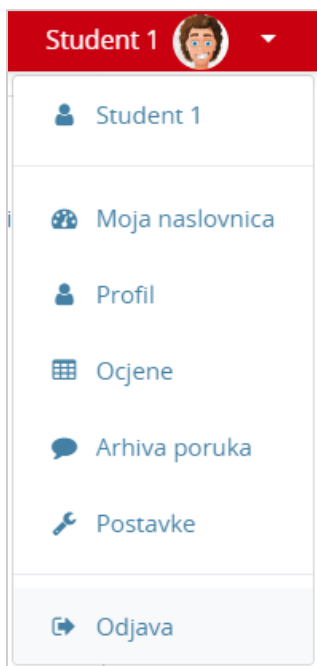 Student 1
Student 1
Moja naslovnica
Profil
Ocjene
Arhiva poruka
Postavke
Odjava